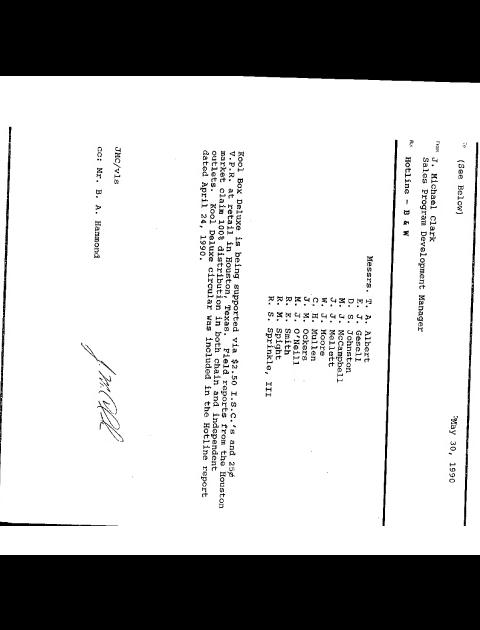 May 30, 1990
To (See Below)
From J. Michael Clark
Sales Program Development Manager
Re: Hotline - B & W
Messrs. T. A. Albert
E. J. Gesell
D. S. Johnston
M. J. McCampbell
J. J. Mellett
W. J. Moore
C. H. Mullen
J. M. Ockers
M. J. O'Neill
R. E. Smith
R. M. Spight
R. S. Sprinkle, III
Kool Box Deluxe is being supported via $2.50 I.S.C.'s and 25¢
V.P.R. at retail in Houston, Texas. Field reports from the Houston
market claim 100% distribution in both chain and independent
outlets. Kool Deluxe circular was included in the Hotline report
dated April 24, 1990.
JMC/vls
cc: Mr. B. A. Hammond